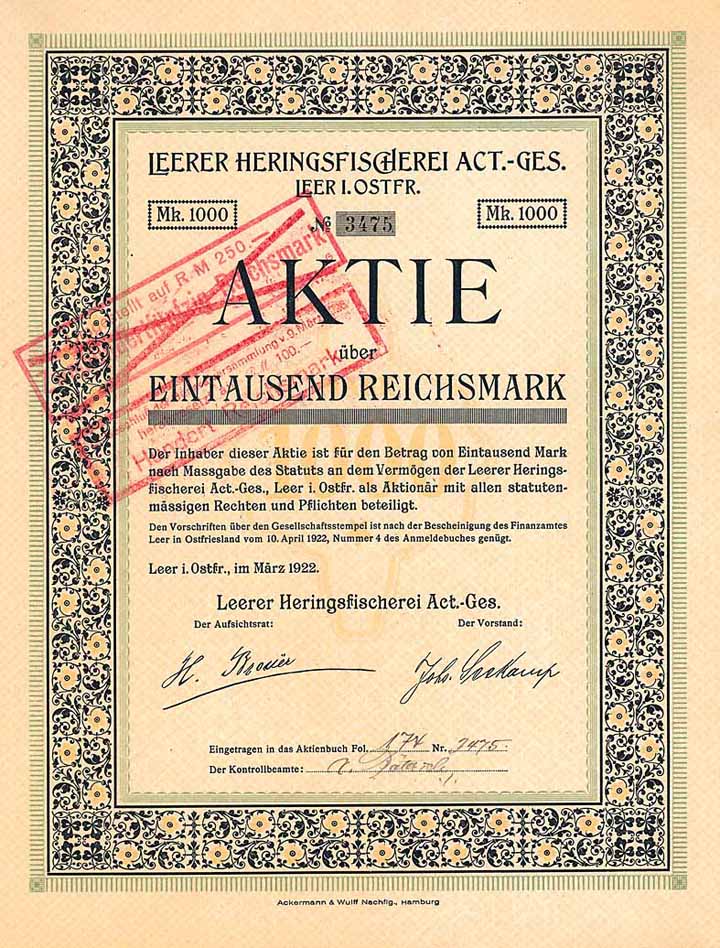 LEERER HERINGSFISCHEREI ACT.-GES.
LEER I. OSTFR.
Mk. 1000
№ 3475
Mk. 1000
R-M 250.—
Reichsmark
AKTIE
über
EINTAUSEND REICHSMARK
100.—
Der Inhaber dieser Aktie ist für den Betrag von Eintausend Mark
nach Massgabe des Statuts an dem Vermögen der Leerer Herings-
fischerei Act.-Ges., Leer i. Ostfr. als Aktionär mit allen statuten-
mässigen Rechten und Pflichten beteiligt.
Den Vorschriften über den Gesellschaftsstempel ist nach der Bescheinigung des Finanzamtes
Leer in Ostfriesland vom 10. April 1922, Nummer 4 des Anmeldebuches genügt.
Leer i. Ostfr., im März 1922.
Leerer Heringsfischerei Act.-Ges.
Der Aufsichtsrat:
Der Vorstand:
Eingetragen in das Aktienbuch Fol. 174 Nr. 3475.
Der Kontrollbeamte:
Ackermann & Wulff Nachflg., Hamburg